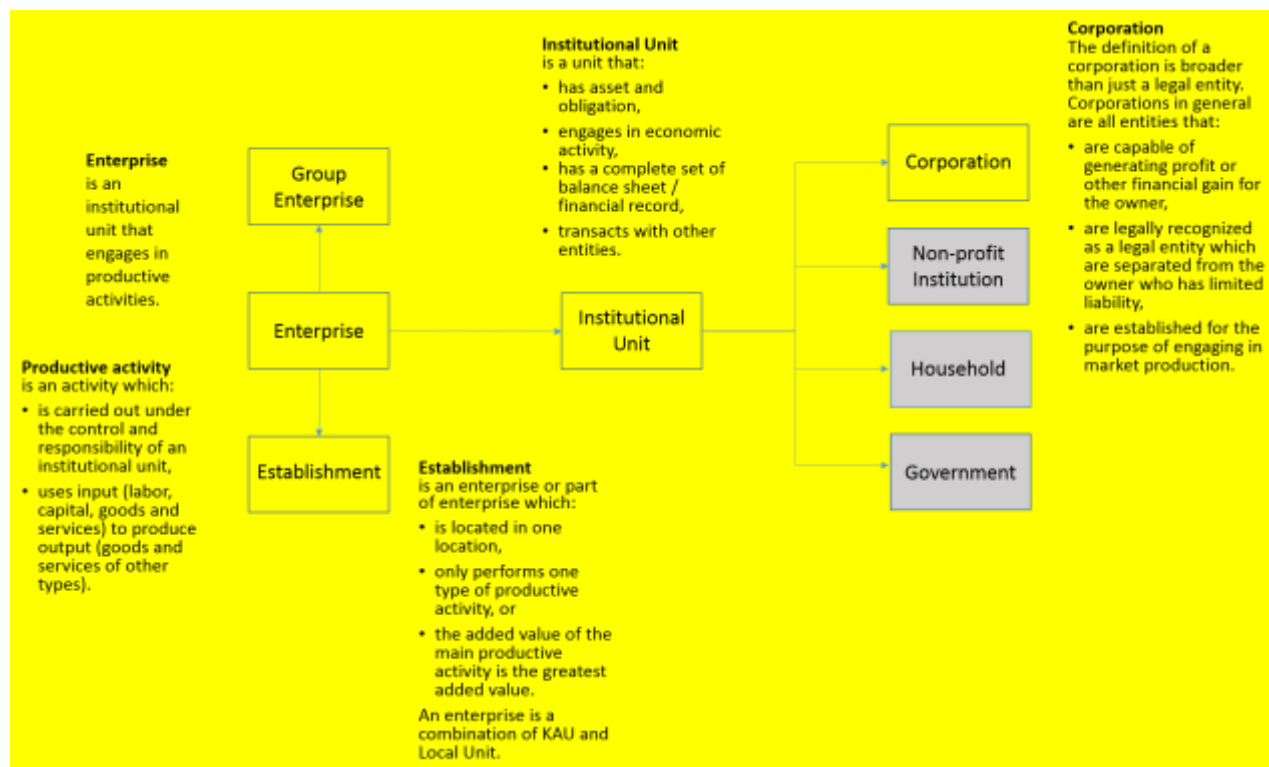 Corporation
The definition of a
corporation is broader
than just a legal entity.
Corporations in general
are all entities that:
• are capable of
generating profit or
other financial gain for
the owner,
• are legally recognized
as a legal entity which
are separated from the
owner who has limited
liability,
• are established for the
purpose of engaging in
market production.
Institutional Unit
is a unit that:
• has asset and
obligation,
• engages in economic
activity,
• has a complete set of
balance sheet /
financial record,
• transacts with other
entities.
Enterprise
is an
institutional
unit that
engages in
productive
activities.
Group
Enterprise
Enterprise
Establishment
Institutional
Unit
Corporation
Non-profit
Institution
Household
Government
Productive activity
is an activity which:
• is carried out under
the control and
responsibility of an
institutional unit,
• uses input (labor,
capital, goods and
services) to produce
output (goods and
services of other
types).
Establishment
is an enterprise or part
of enterprise which:
• is located in one
location,
• only performs one
type of productive
activity, or
• the added value of the
main productive
activity is the greatest
added value.
An enterprise is a
combination of KAU and
Local Unit.